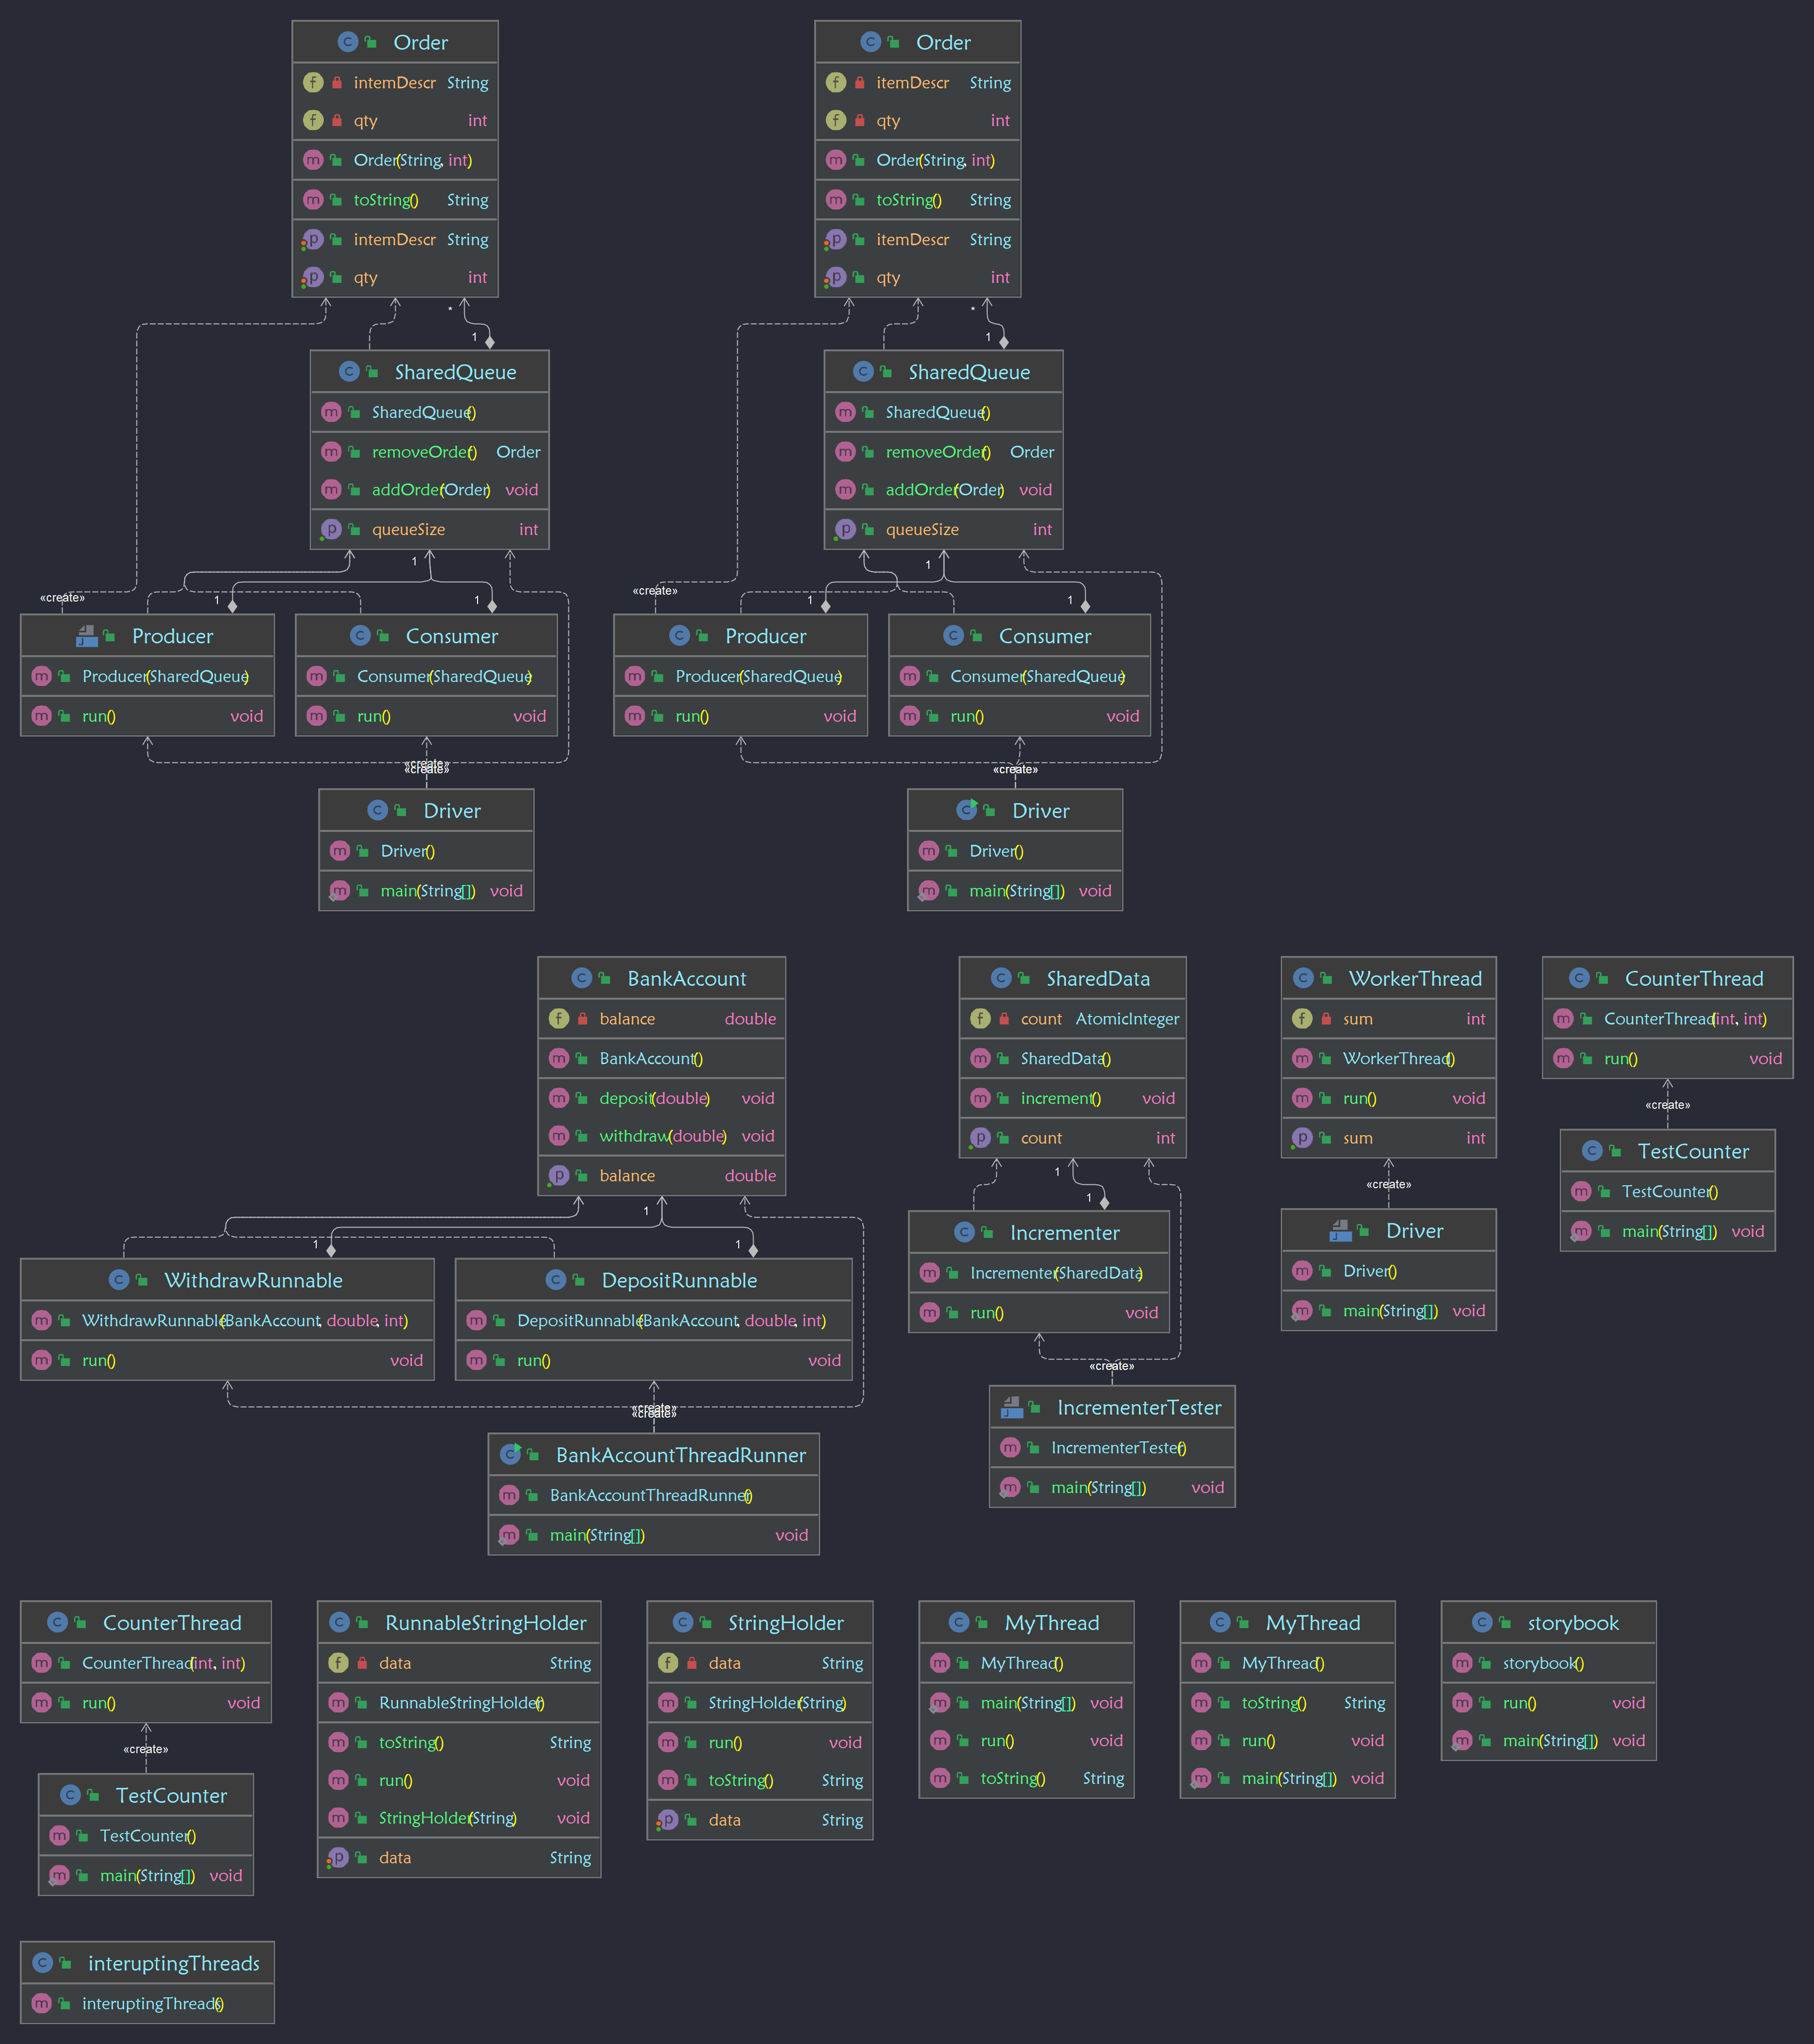 Order
intemDescr String
qty int
Order(String, int)
toString() String
intemDescr String
qty int
*
1
SharedQueue
SharedQueue()
removeOrder() Order
addOrder(Order) void
queueSize int
1
«create»
1
1
Producer
Producer(SharedQueue)
run() void
Consumer
Consumer(SharedQueue)
run() void
«create»
«create»
Driver
Driver()
main(String[]) void
Order
itemDescr String
qty int
Order(String, int)
toString() String
itemDescr String
qty int
*
1
SharedQueue
SharedQueue()
removeOrder() Order
addOrder(Order) void
queueSize int
1
«create»
1
1
Producer
Producer(SharedQueue)
run() void
Consumer
Consumer(SharedQueue)
run() void
«create»
Driver
Driver()
main(String[]) void
BankAccount
balance double
BankAccount()
deposit(double) void
withdraw(double) void
balance double
1
1
1
WithdrawRunnable
WithdrawRunnable(BankAccount, double, int)
run() void
DepositRunnable
DepositRunnable(BankAccount, double, int)
run() void
«create»
«create»
BankAccountThreadRunner
BankAccountThreadRunner()
main(String[]) void
SharedData
count AtomicInteger
SharedData()
increment() void
count int
1
1
Incrementer
Incrementer(SharedData)
run() void
«create»
IncrementerTester
IncrementerTester()
main(String[]) void
WorkerThread
sum int
WorkerThread()
run() void
sum int
«create»
Driver
Driver()
main(String[]) void
CounterThread
CounterThread(int, int)
run() void
«create»
TestCounter
TestCounter()
main(String[]) void
CounterThread
CounterThread(int, int)
run() void
«create»
TestCounter
TestCounter()
main(String[]) void
RunnableStringHolder
data String
RunnableStringHolder()
toString() String
run() void
StringHolder(String) void
data String
StringHolder
data String
StringHolder(String)
run() void
toString() String
data String
MyThread
MyThread()
main(String[]) void
run() void
toString() String
MyThread
MyThread()
toString() String
run() void
main(String[]) void
storybook
storybook()
run() void
main(String[]) void
interuptingThreads
interuptingThreads()